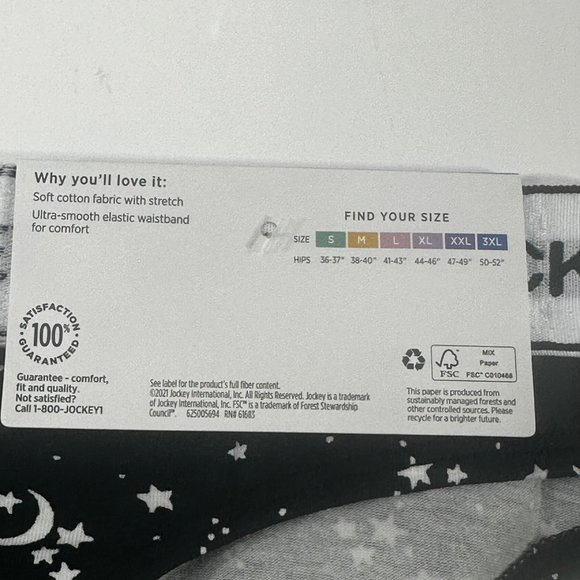 Why you'll love it:
Soft cotton fabric with stretch
Ultra-smooth elastic waistband
for comfort
FIND YOUR SIZE
SIZE S M L XL XXL 3XL
HIPS 36-37" 38-40" 41-43" 44-46" 47-49" 50-52"
SATISFACTION
100%
GUARANTEED
Guarantee - comfort,
fit and quality.
Not satisfied?
Call 1-800-JOCKEY1
See label for the product's full fiber content.
©2021 Jockey International, Inc. All Rights Reserved. Jockey is a trademark
of Jockey International, Inc. FSC™ is a trademark of Forest Stewardship
Council™. 625005694 RN# 61683
FSC
MIX
Paper
FSC™ C010468
This paper is produced from
sustainably managed forests and
other controlled sources. Please
recycle for a brighter future.
CK